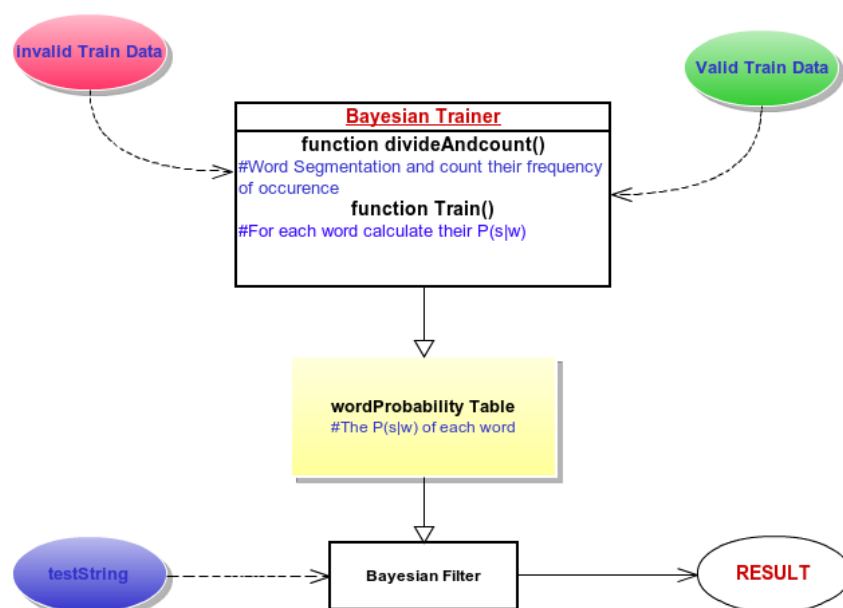 Invalid Train Data
Valid Train Data
Bayesian Trainer
function divideAndcount()
#Word Segmentation and count their frequency
of occurence
function Train()
#For each word calculate their P(s|w)
wordProbability Table
#The P(s|w) of each word
testString
Bayesian Filter
RESULT